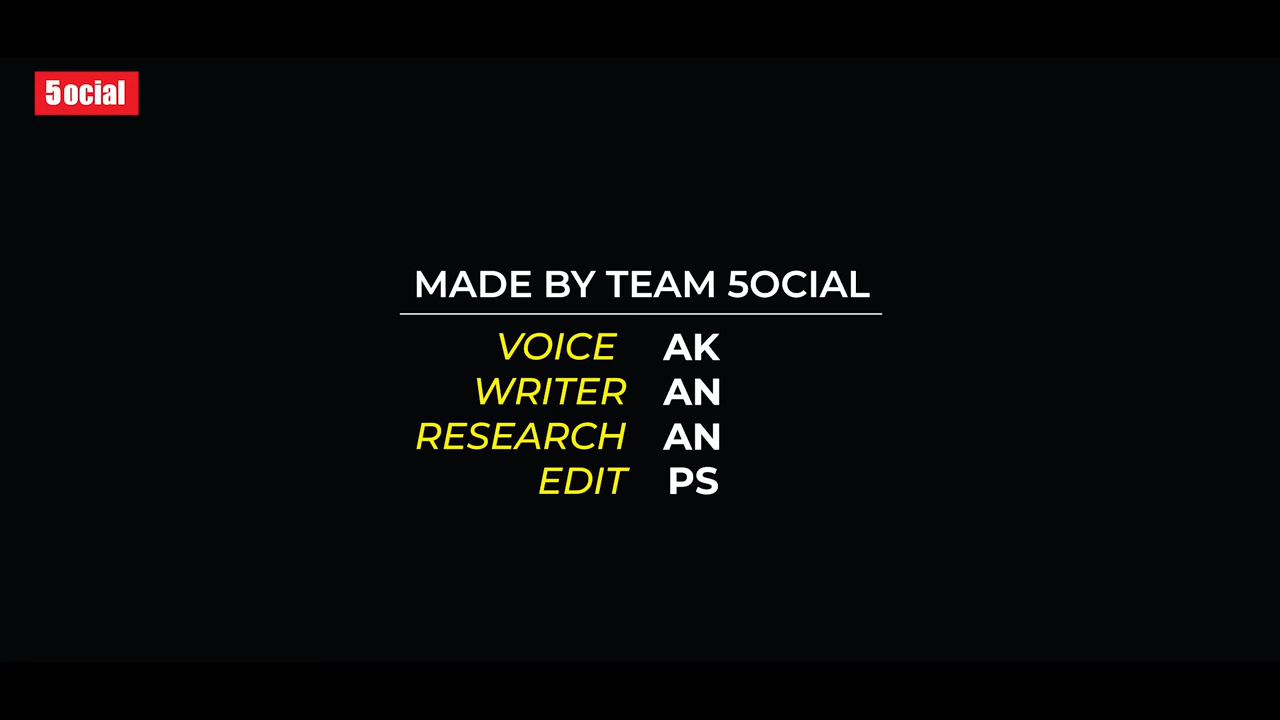 5ocial
MADE BY TEAM 5OCIAL
VOICE AK
WRITER AN
RESEARCH AN
EDIT PS